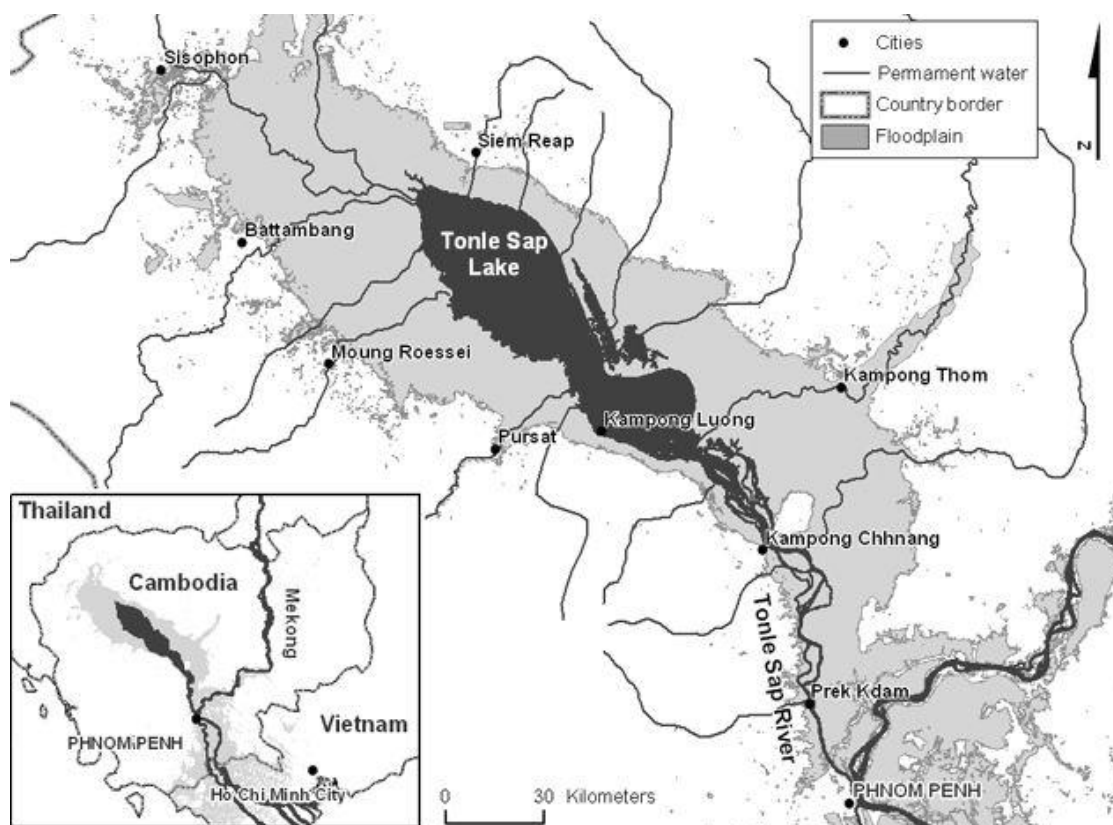 Sisophon
Siem Reap
Battambang
Tonle Sap
Lake
Moung Roessei
Kampong Thom
Kampong Luong
Pursat
Kampong Chhnang
Tonle Sap River
Prek Kdam
PHNOM PENH
Cities
Permament water
Country border
Floodplain
N
Thailand
Cambodia
Mekong
Vietnam
PHNOM PENH
Ho Chi Minh City
0 30 Kilometers